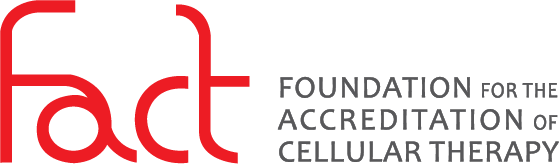 Fact
FOUNDATION FOR THE
ACCREDITATION OF
CELLULAR THERAPY